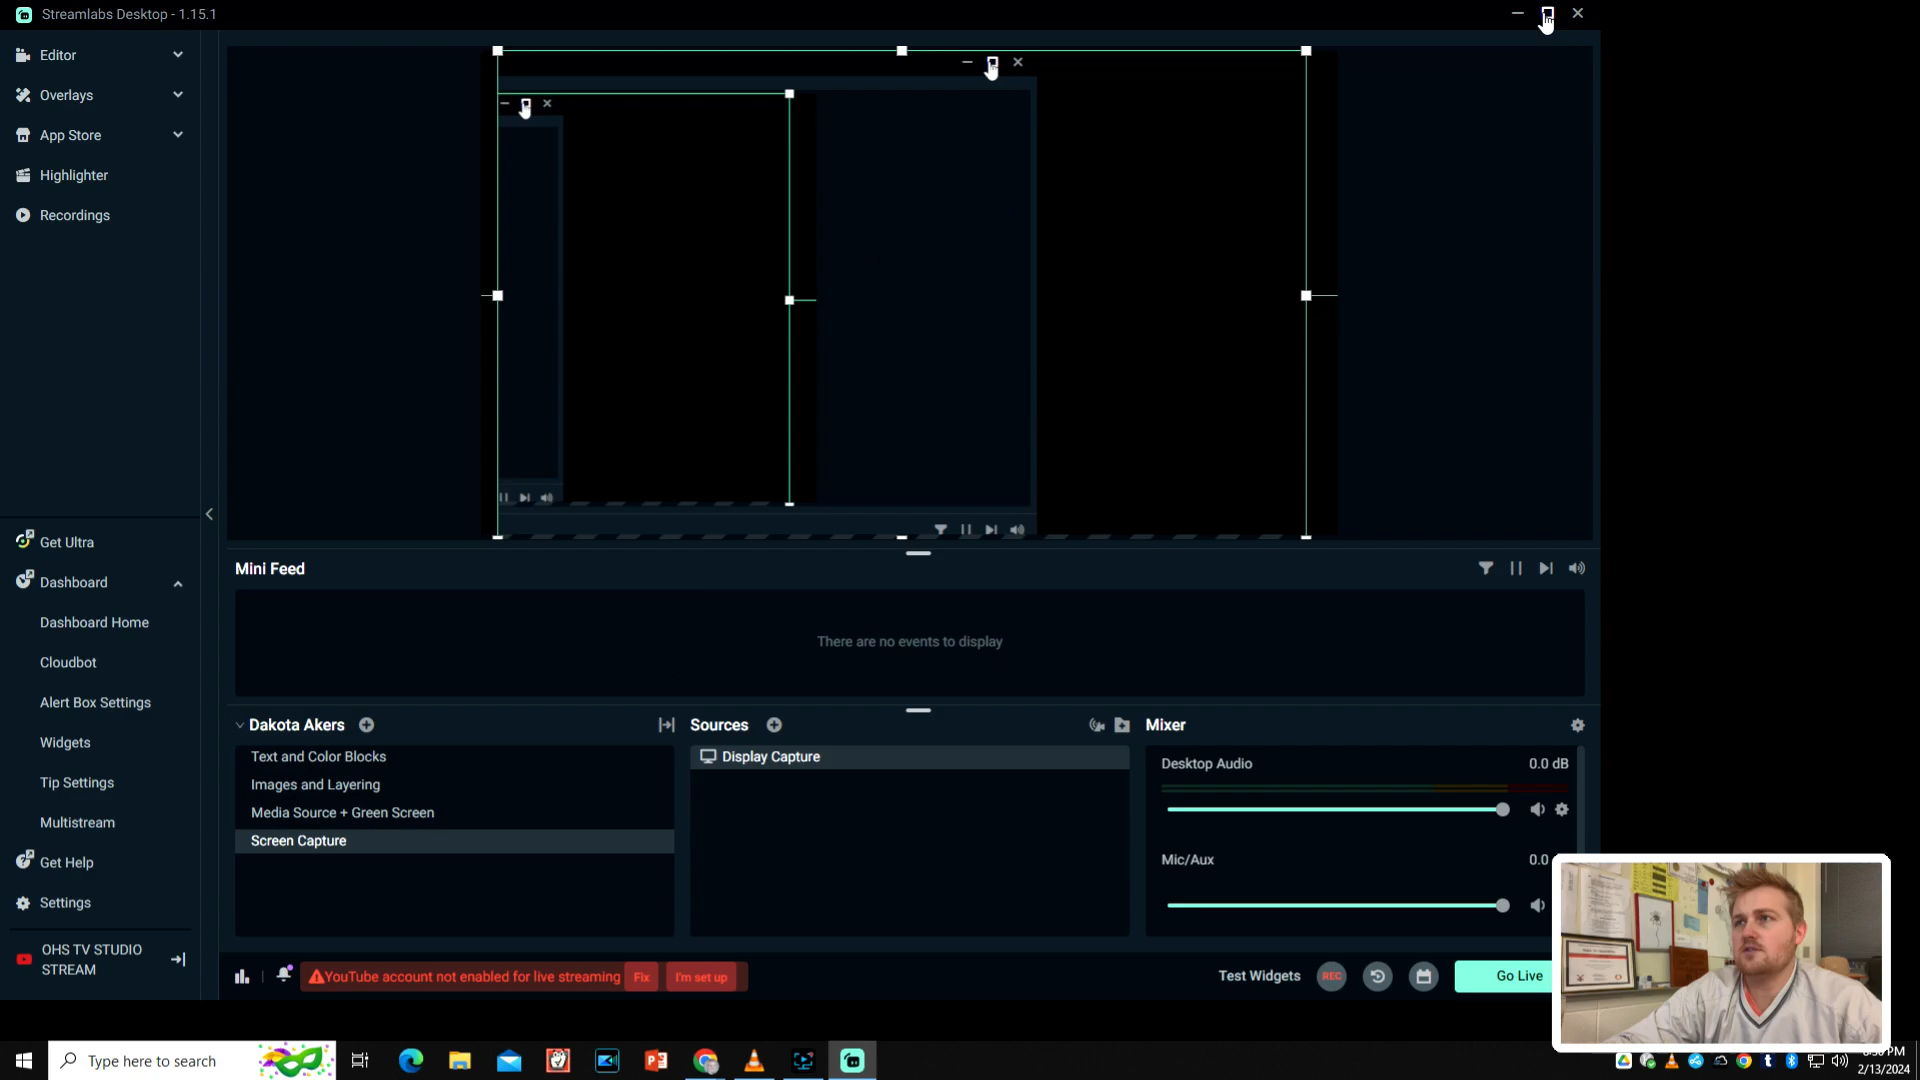 Streamlabs Desktop - 1.15.1
Editor
Overlays
App Store
Highlighter
Recordings
Get Ultra
Dashboard
Dashboard Home
Cloudbot
Alert Box Settings
Widgets
Tip Settings
Multistream
Get Help
Settings
OHS TV STUDIO
STREAM
Mini Feed
There are no events to display
Dakota Akers
Text and Color Blocks
Images and Layering
Media Source + Green Screen
Screen Capture
Sources
Display Capture
Mixer
Desktop Audio 0.0 dB
Mic/Aux 0.0
YouTube account not enabled for live streaming Fix I'm set up
Test Widgets REC Go Live
Type here to search
2/13/2024